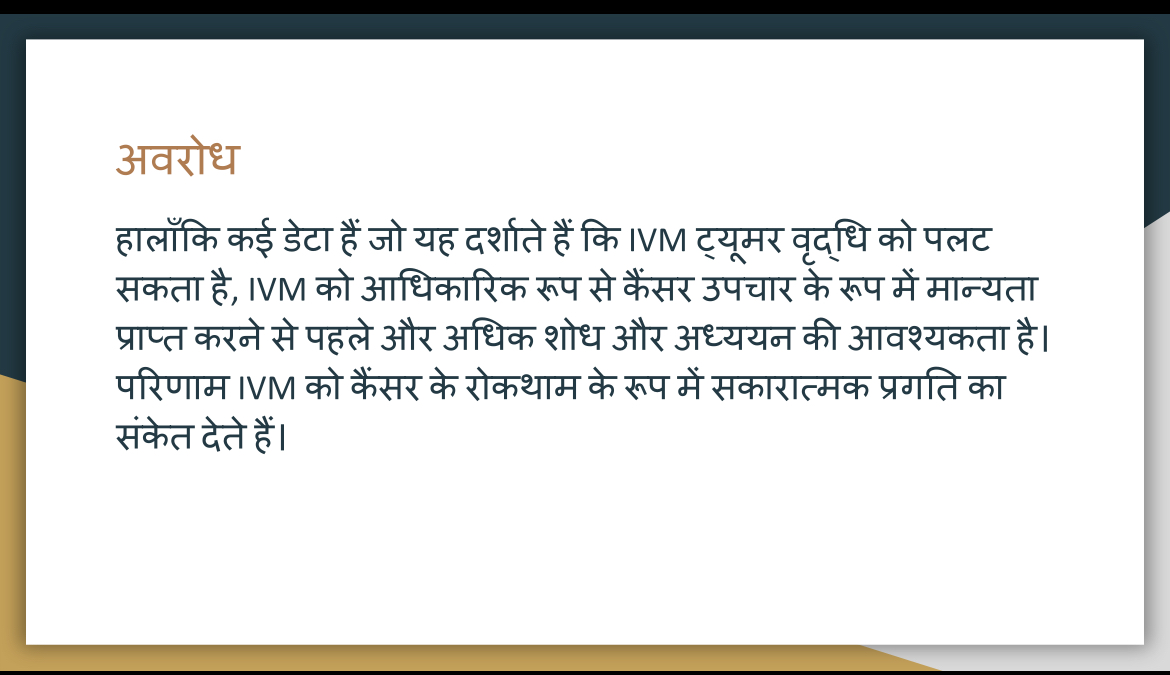 अवरोध
हालाँकि कई डेटा हैं जो यह दर्शाते हैं कि IVM ट्यूमर वृद्धि को पलट
सकता है, IVM को आधिकारिक रूप से कैंसर उपचार के रूप में मान्यता
प्राप्त करने से पहले और अधिक शोध और अध्ययन की आवश्यकता है।
परिणाम IVM को कैंसर के रोकथाम के रूप में सकारात्मक प्रगति का
संकेत देते हैं।